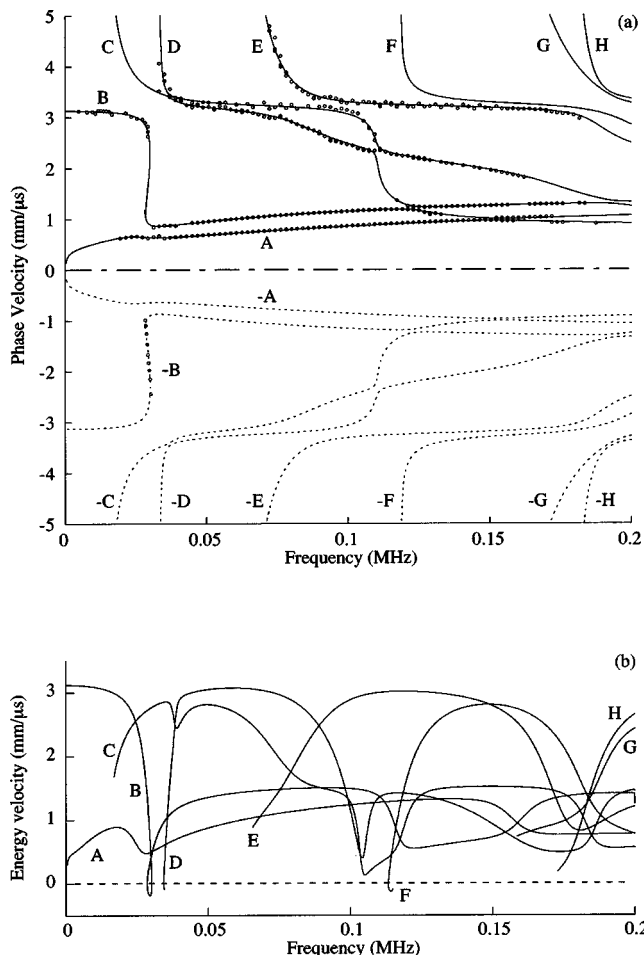 (a)
5
4
3
2
1
0
-1
-2
-3
-4
-5
Phase Velocity (mm/μs)
C
D
E
F
G
H
B
A
-A
-B
-C
-D
-E
-F
-G
-H
0
0.05
0.1
0.15
0.2
Frequency (MHz)
(b)
3
2
1
0
Energy velocity (mm/μs)
C
B
A
D
E
F
H
G
0
0.05
0.1
0.15
0.2
Frequency (MHz)